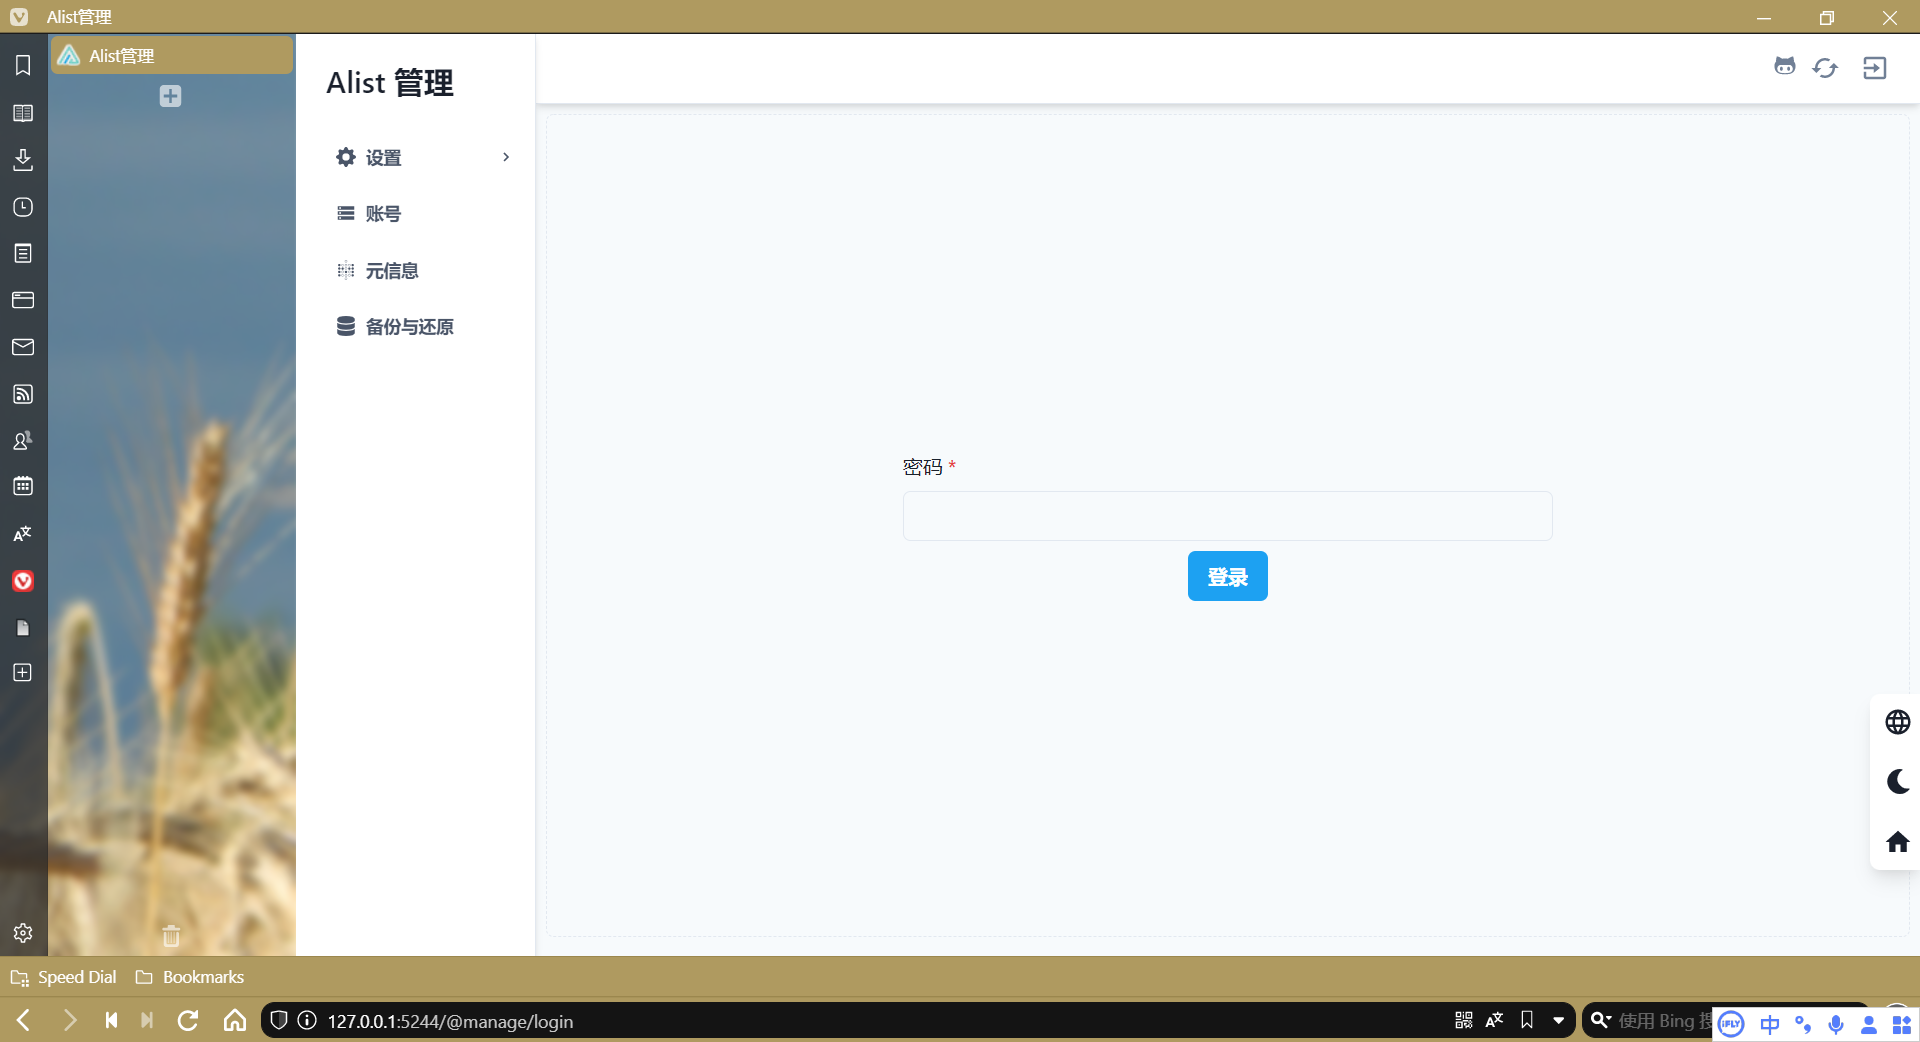 Alist管理
Alist管理
Alist 管理
设置
账号
元信息
备份与还原
密码 *
登录
Speed Dial
Bookmarks
127.0.0.1:5244/@manage/login
使用 Bing
iFLY
中